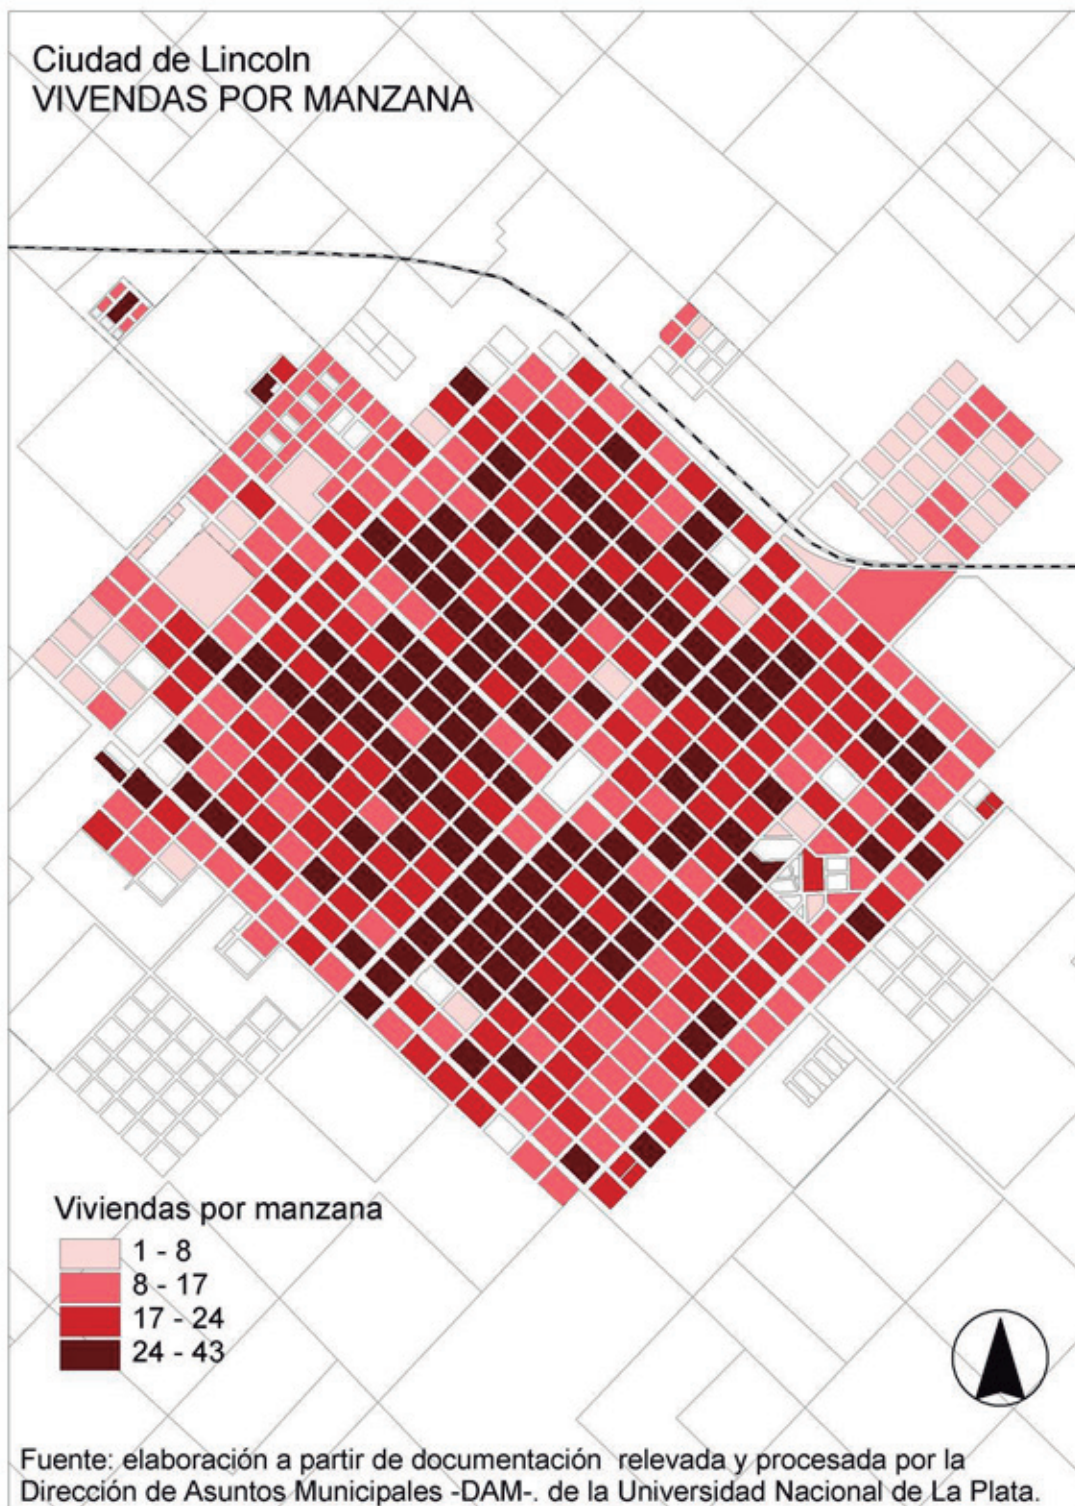 Ciudad de Lincoln
VIVENDAS POR MANZANA
Viviendas por manzana
1 - 8
8 - 17
17 - 24
24 - 43
Fuente: elaboración a partir de documentación relevada y procesada por la
Dirección de Asuntos Municipales -DAM-. de la Universidad Nacional de La Plata.